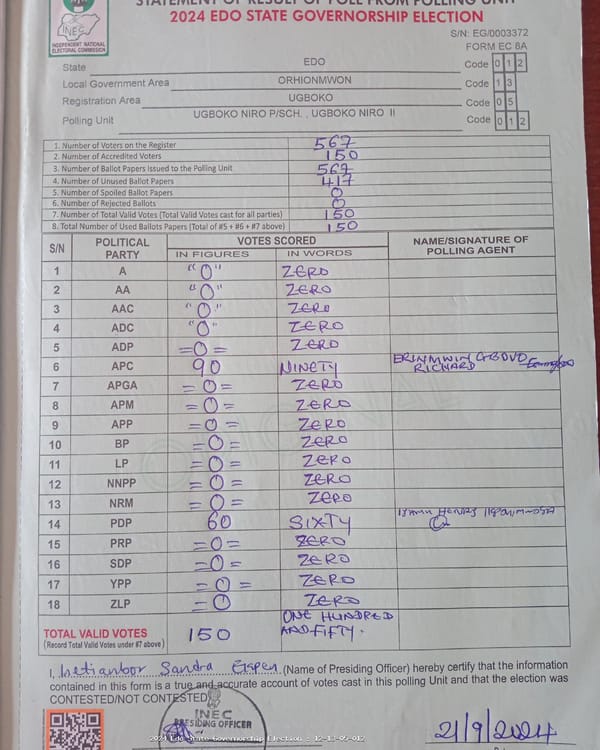 STATEMENT OF RESULT OF POLL FROM POLLING UNIT
2024 EDO STATE GOVERNORSHIP ELECTION
INEC
INDEPENDENT NATIONAL
ELECTORAL COMMISSION
S/N: EG/0003372
FORM EC 8A
State EDO Code 0 1 2
Local Government Area ORHIONMWON Code 1 3
Registration Area UGBOKO Code 0 5
Polling Unit UGBOKO NIRO P/SCH. , UGBOKO NIRO II Code 0 1 2
1. Number of Voters on the Register 567
2. Number of Accredited Voters 150
3. Number of Ballot Papers Issued to the Polling Unit 567
4. Number of Unused Ballot Papers 417
5. Number of Spoiled Ballot Papers 0
6. Number of Rejected Ballots 0
7. Number of Total Valid Votes (Total Valid Votes cast for all parties) 150
8. Total Number of Used Ballots Papers (Total of #5 + #6 + #7 above) 150
S/N POLITICAL PARTY VOTES SCORED NAME/SIGNATURE OF POLLING AGENT
IN FIGURES IN WORDS
1 A "0" ZERO
2 AA "0" ZERO
3 AAC "0" ZERO
4 ADC "0" ZERO
5 ADP =0= ZERO
6 APC 90 NINETY RICHARD
7 APGA =0= ZERO
8 APM =0= ZERO
9 APP =0= ZERO
10 BP =0= ZERO
11 LP =0= ZERO
12 NNPP =0= ZERO
13 NRM =0= ZERO
14 PDP 60 SIXTY
15 PRP =0= ZERO
16 SDP =0= ZERO
17 YPP =0= ZERO
18 ZLP =0 ZERO
TOTAL VALID VOTES 150 ONE HUNDRED
(Record Total Valid Votes under #7 above) AND FIFTY.
I, Sandra (Name of Presiding Officer) hereby certify that the information
contained in this form is a true and accurate account of votes cast in this polling Unit and that the election was
CONTESTED/NOT CONTESTED
INEC
PRESIDING OFFICER
21/9/2024
2024 Edo State Governorship Election : 12-13-05-012